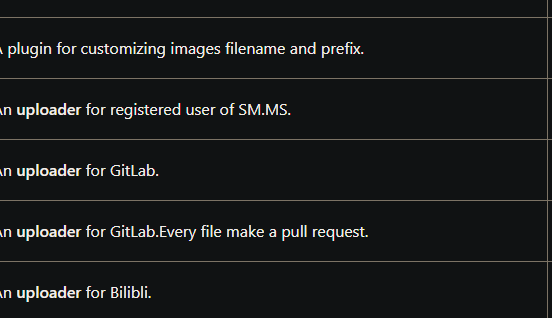 A plugin for customizing images filename and prefix.
An uploader for registered user of SM.MS.
An uploader for GitLab.
An uploader for GitLab.Every file make a pull request.
An uploader for Bilibli.